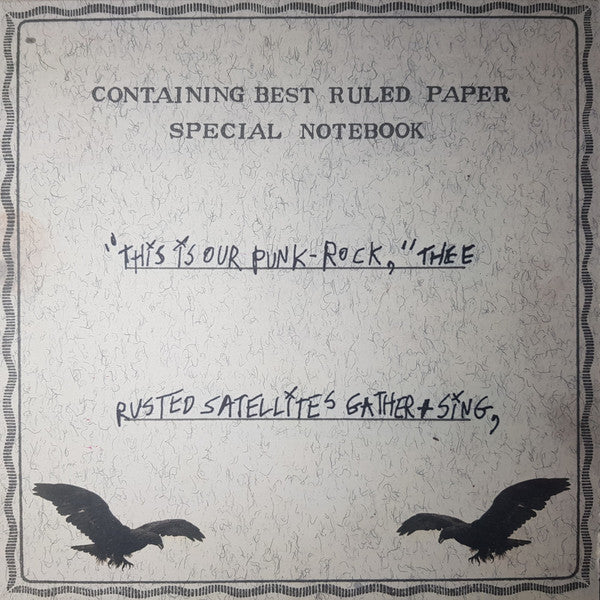 CONTAINING BEST RULED PAPER
SPECIAL NOTEBOOK
"THiS iS OUR PUNK-ROCK," THEE
RUSTED SATELLiTES GATHER + SiNG,